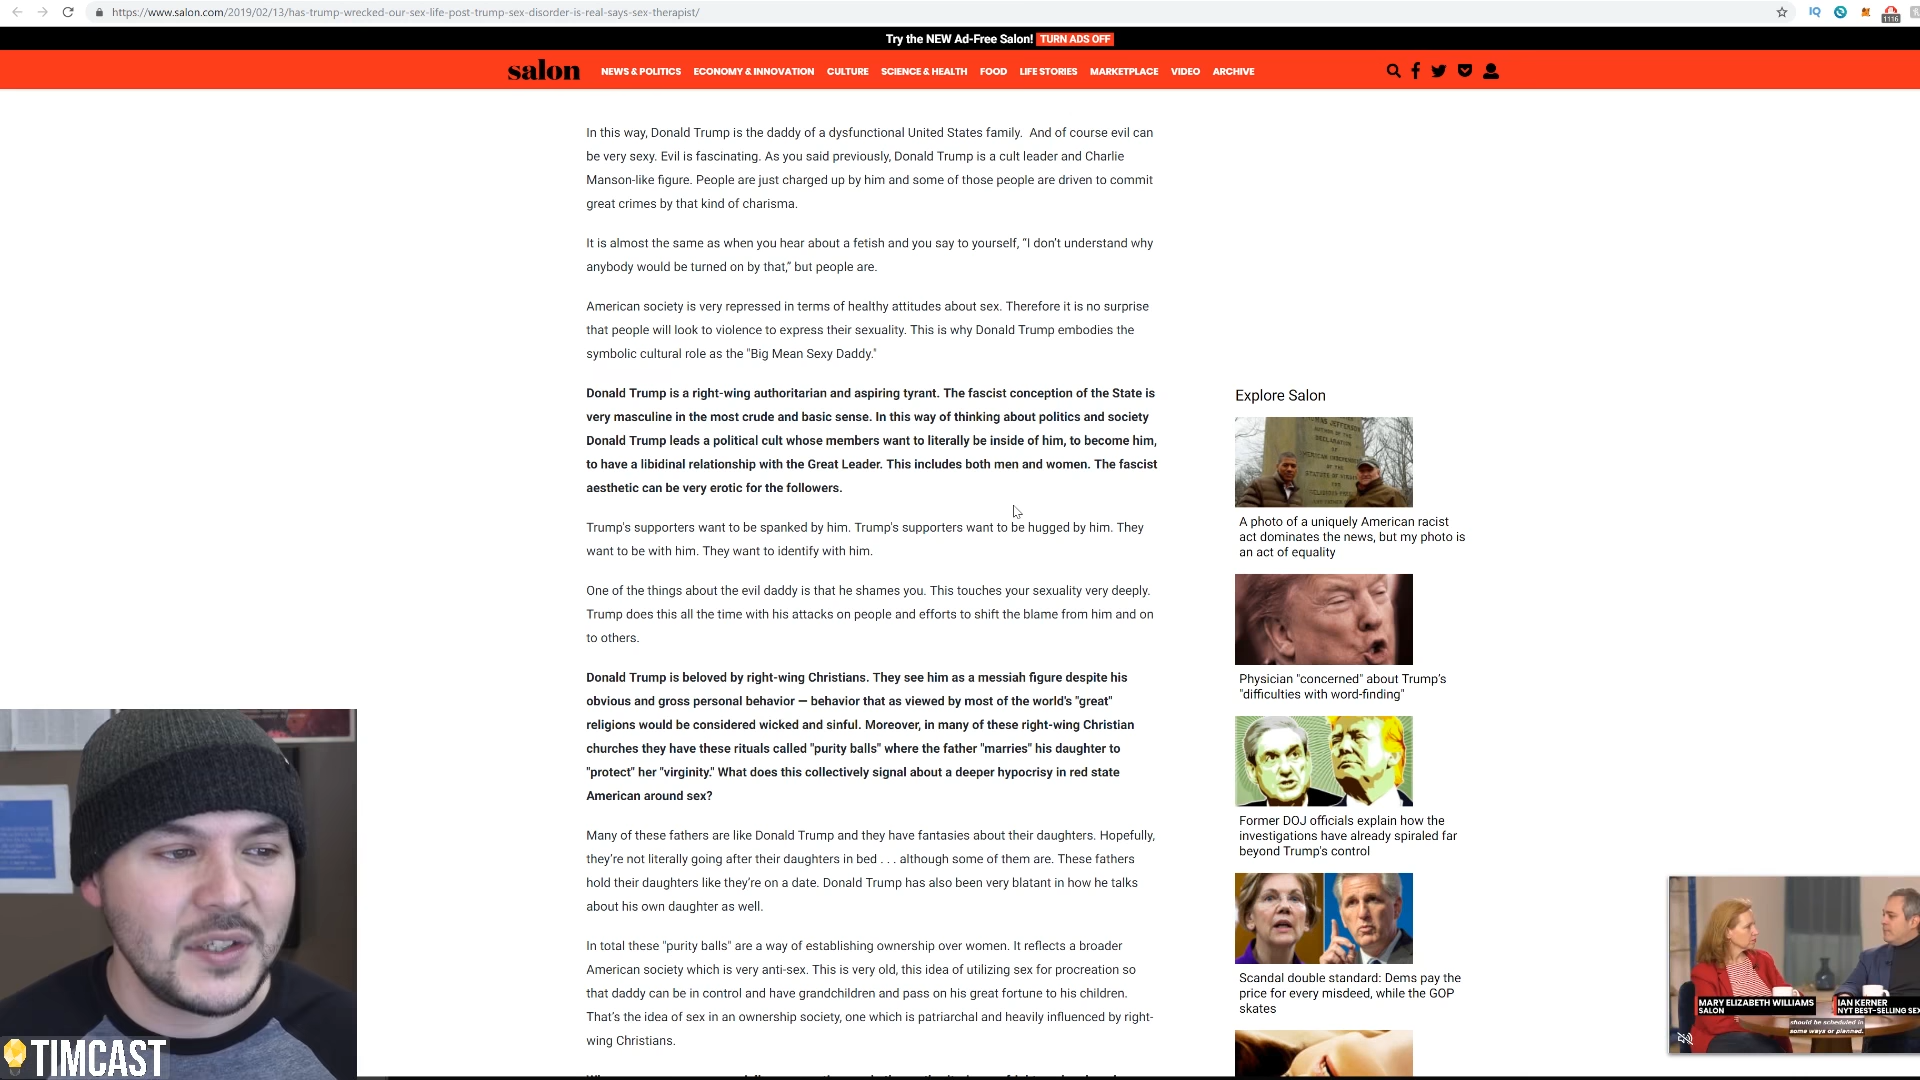 https://www.salon.com/2019/02/13/has-trump-wrecked-our-sex-life-post-trump-sex-disorder-is-real-says-sex-therapist/
IQ
1116
Try the NEW Ad-Free Salon! TURN ADS OFF
salon NEWS & POLITICS ECONOMY & INNOVATION CULTURE SCIENCE & HEALTH FOOD LIFE STORIES MARKETPLACE VIDEO ARCHIVE
In this way, Donald Trump is the daddy of a dysfunctional United States family.  And of course evil can
be very sexy. Evil is fascinating. As you said previously, Donald Trump is a cult leader and Charlie
Manson-like figure. People are just charged up by him and some of those people are driven to commit
great crimes by that kind of charisma.
It is almost the same as when you hear about a fetish and you say to yourself, “I don’t understand why
anybody would be turned on by that,” but people are.
American society is very repressed in terms of healthy attitudes about sex. Therefore it is no surprise
that people will look to violence to express their sexuality. This is why Donald Trump embodies the
symbolic cultural role as the "Big Mean Sexy Daddy."
Donald Trump is a right-wing authoritarian and aspiring tyrant. The fascist conception of the State is
very masculine in the most crude and basic sense. In this way of thinking about politics and society
Donald Trump leads a political cult whose members want to literally be inside of him, to become him,
to have a libidinal relationship with the Great Leader. This includes both men and women. The fascist
aesthetic can be very erotic for the followers.
Trump's supporters want to be spanked by him. Trump's supporters want to be hugged by him. They
want to be with him. They want to identify with him.
One of the things about the evil daddy is that he shames you. This touches your sexuality very deeply.
Trump does this all the time with his attacks on people and efforts to shift the blame from him and on
to others.
Donald Trump is beloved by right-wing Christians. They see him as a messiah figure despite his
obvious and gross personal behavior — behavior that as viewed by most of the world's "great"
religions would be considered wicked and sinful. Moreover, in many of these right-wing Christian
churches they have these rituals called "purity balls" where the father "marries" his daughter to
"protect" her "virginity." What does this collectively signal about a deeper hypocrisy in red state
American around sex?
Many of these fathers are like Donald Trump and they have fantasies about their daughters. Hopefully,
they’re not literally going after their daughters in bed . . . although some of them are. These fathers
hold their daughters like they’re on a date. Donald Trump has also been very blatant in how he talks
about his own daughter as well.
In total these "purity balls" are a way of establishing ownership over women. It reflects a broader
American society which is very anti-sex. This is very old, this idea of utilizing sex for procreation so
that daddy can be in control and have grandchildren and pass on his great fortune to his children.
That’s the idea of sex in an ownership society, one which is patriarchal and heavily influenced by right-
wing Christians.
Explore Salon
A photo of a uniquely American racist
act dominates the news, but my photo is
an act of equality
Physician "concerned" about Trump’s
"difficulties with word-finding"
Former DOJ officials explain how the
investigations have already spiraled far
beyond Trump's control
Scandal double standard: Dems pay the
price for every misdeed, while the GOP
skates
MARY ELIZABETH WILLIAMS
SALON
IAN KERNER
NYT BEST-SELLING SEX
should be scheduled in
some ways or planned.
TIMCAST